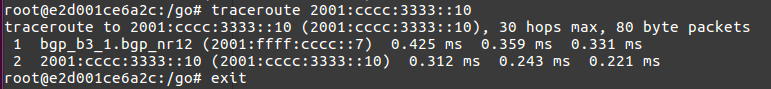 root@e2d001ce6a2c:/go# traceroute 2001:cccc:3333::10
traceroute to 2001:cccc:3333::10 (2001:cccc:3333::10), 30 hops max, 80 byte packets
 1  bgp_b3_1.bgp_nr12 (2001:ffff:cccc::7)  0.425 ms  0.359 ms  0.331 ms
 2  2001:cccc:3333::10 (2001:cccc:3333::10)  0.312 ms  0.243 ms  0.221 ms
root@e2d001ce6a2c:/go# exit